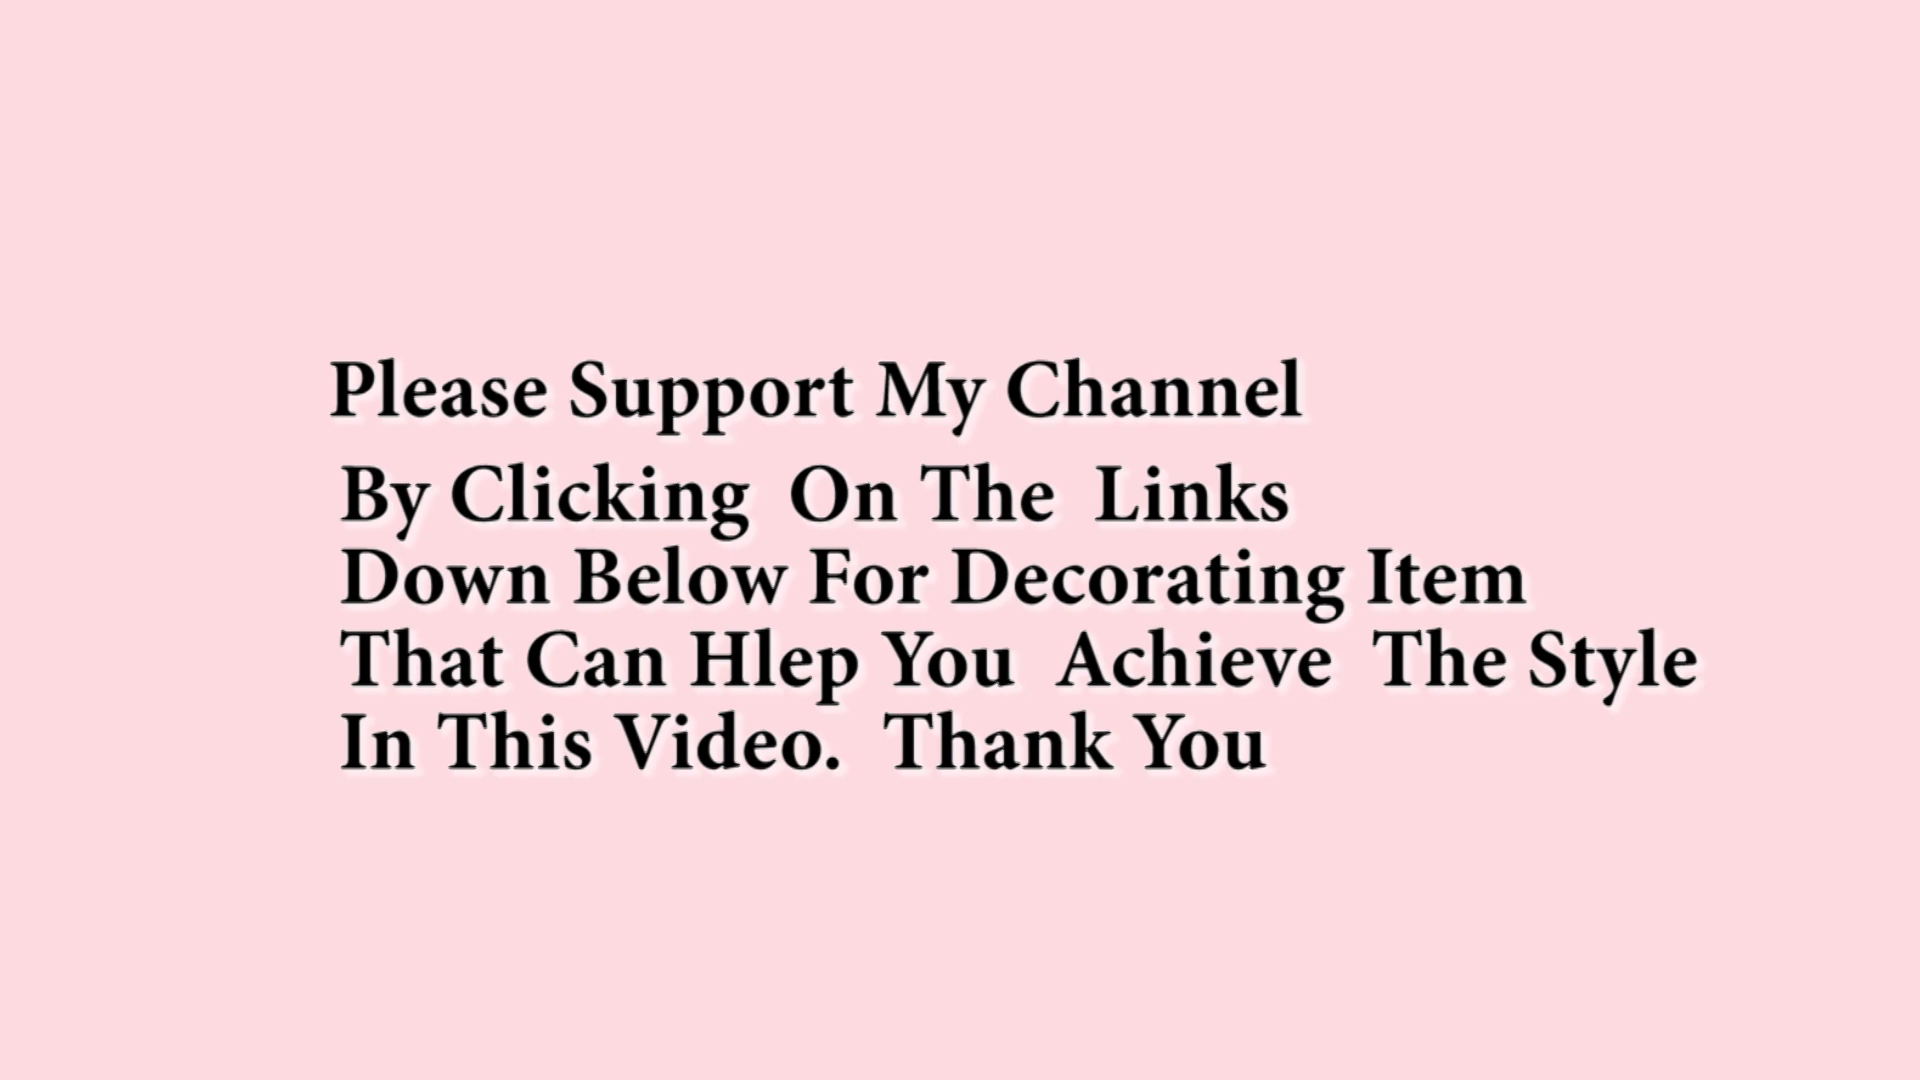 Please Support My Channel
By Clicking On The Links
Down Below For Decorating Item
That Can Hlep You Achieve The Style
In This Video. Thank You